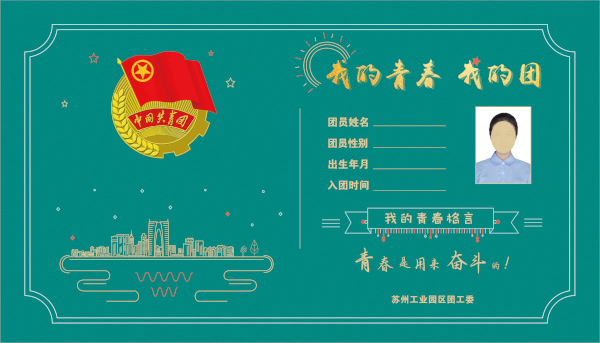 中国共青团
我的青春 我的团
团员姓名
团员性别
出生年月
入团时间
我的青春格言
青春是用来奋斗的!
苏州工业园区团工委